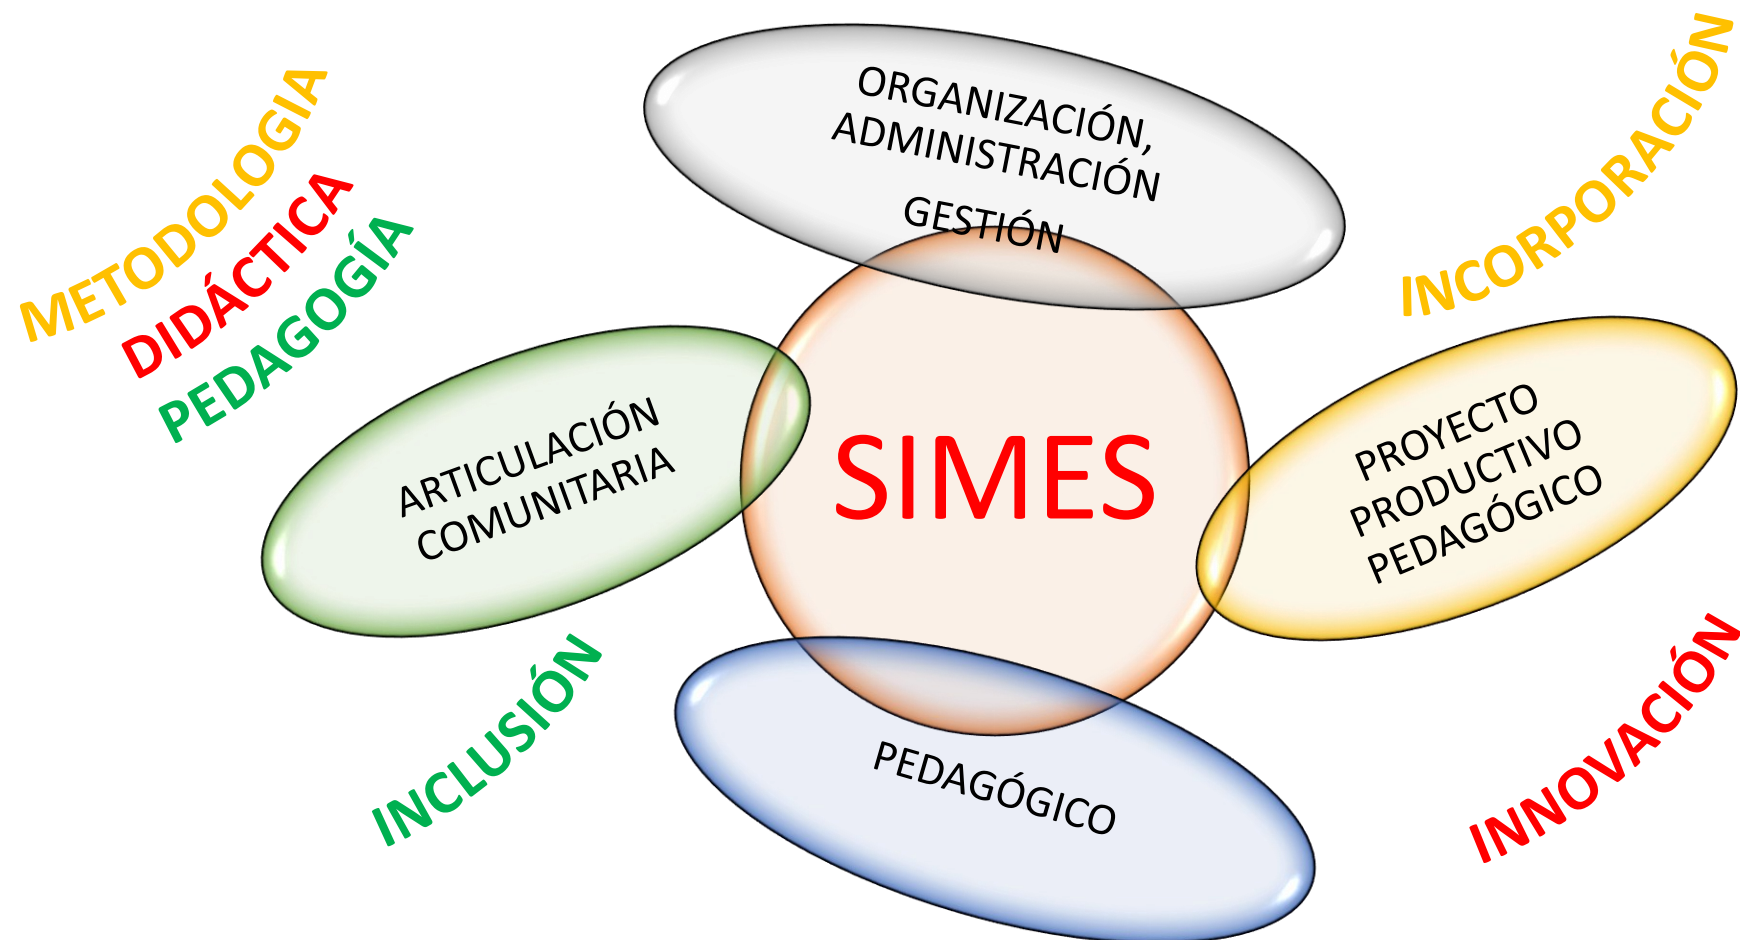 METODOLOGIA
DIDÁCTICA
PEDAGOGÍA
ORGANIZACIÓN,
ADMINISTRACIÓN
GESTIÓN
INCORPORACIÓN
ARTICULACIÓN
COMUNITARIA
SIMES
PROYECTO
PRODUCTIVO
PEDAGÓGICO
INCLUSIÓN
PEDAGÓGICO
INNOVACIÓN